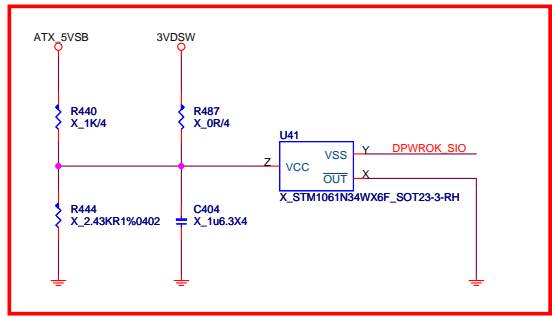 ATX_5VSB
3VDSW
R440
X_1K/4
R487
X_0R/4
U41
Z
VCC
VSS
Y
DPWROK_SIO
OUT
X
X_STM1061N34WX6F_SOT23-3-RH
R444
X_2.43KR1%0402
C404
X_1u6.3X4